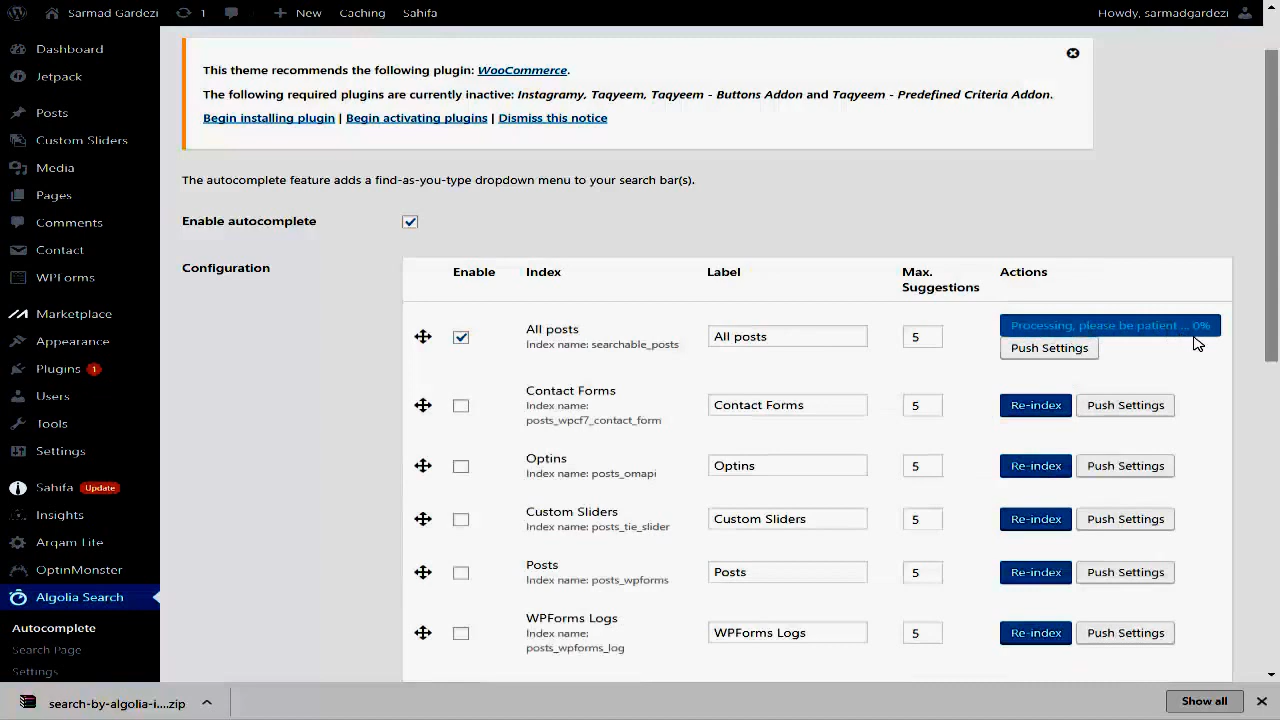 Sarmad Gardezi
1
New
Caching
Sahifa
Howdy, sarmadgardezi
Dashboard
Jetpack
Posts
Custom Sliders
Media
Pages
Comments
Contact
WPForms
Marketplace
Appearance
Plugins 1
Users
Tools
Settings
Sahifa Update
Insights
Arqam Lite
OptinMonster
Algolia Search
Autocomplete
Search Page
Settings
This theme recommends the following plugin: WooCommerce.
The following required plugins are currently inactive: Instagramy, Taqyeem, Taqyeem - Buttons Addon and Taqyeem - Predefined Criteria Addon.
Begin installing plugin | Begin activating plugins | Dismiss this notice
The autocomplete feature adds a find-as-you-type dropdown menu to your search bar(s).
Enable autocomplete
Configuration
Enable
Index
Label
Max.
Suggestions
Actions
All posts
Index name: searchable_posts
All posts
5
Processing, please be patient ... 0%
Push Settings
Contact Forms
Index name:
posts_wpcf7_contact_form
Contact Forms
5
Re-index
Push Settings
Optins
Index name: posts_omapi
Optins
5
Re-index
Push Settings
Custom Sliders
Index name: posts_tie_slider
Custom Sliders
5
Re-index
Push Settings
Posts
Index name: posts_wpforms
Posts
5
Re-index
Push Settings
WPForms Logs
Index name:
posts_wpforms_log
WPForms Logs
5
Re-index
Push Settings
search-by-algolia-i....zip
Show all